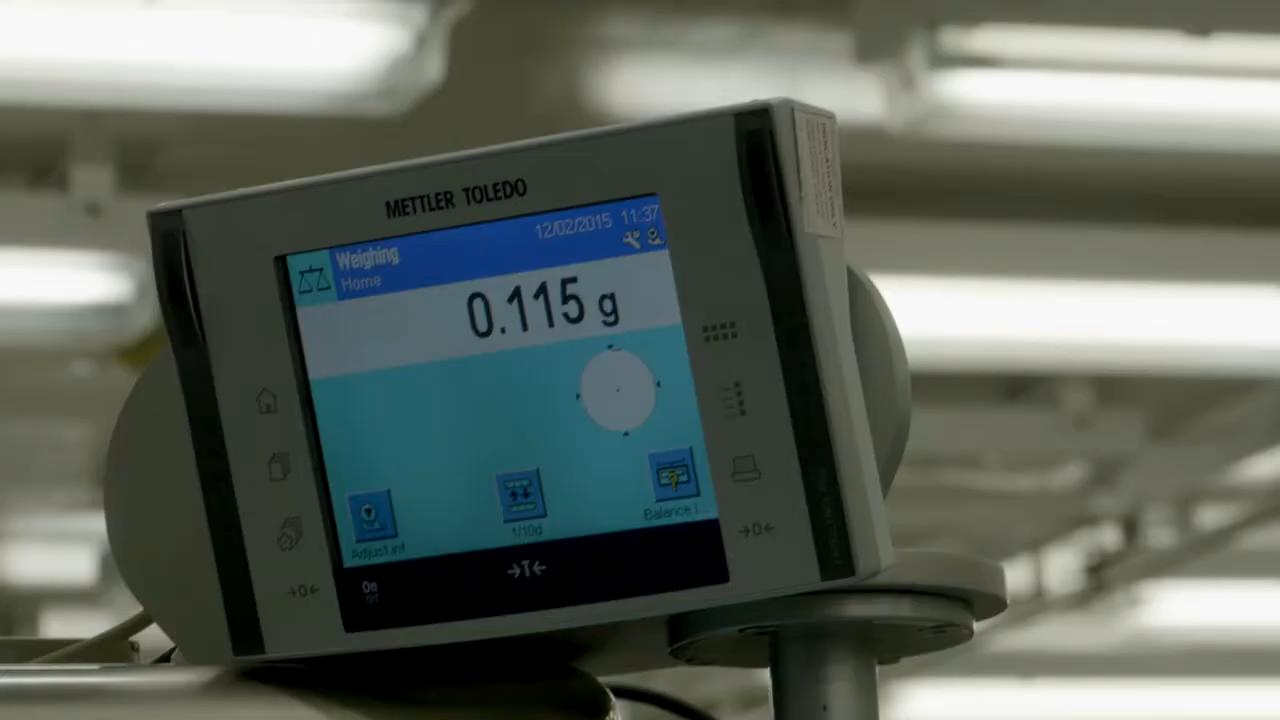 METTLER TOLEDO
12/02/2015 11:37
Weighing
Home
0.115 g
Adjust.int
1/10d
Balance I...
→0←
→T←
→0←
On
Off